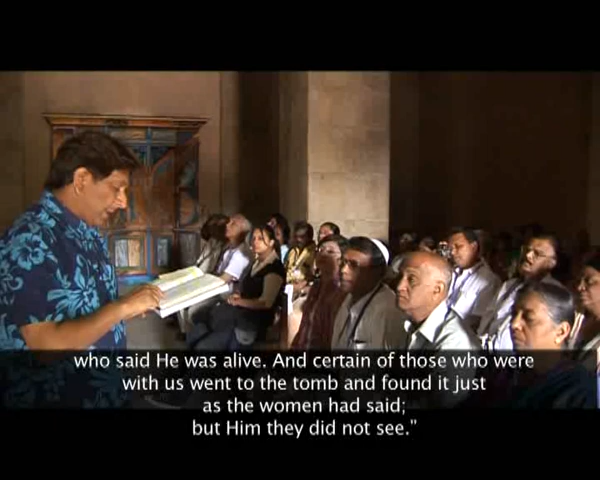 who said He was alive. And certain of those who were
with us went to the tomb and found it just
as the women had said;
but Him they did not see."